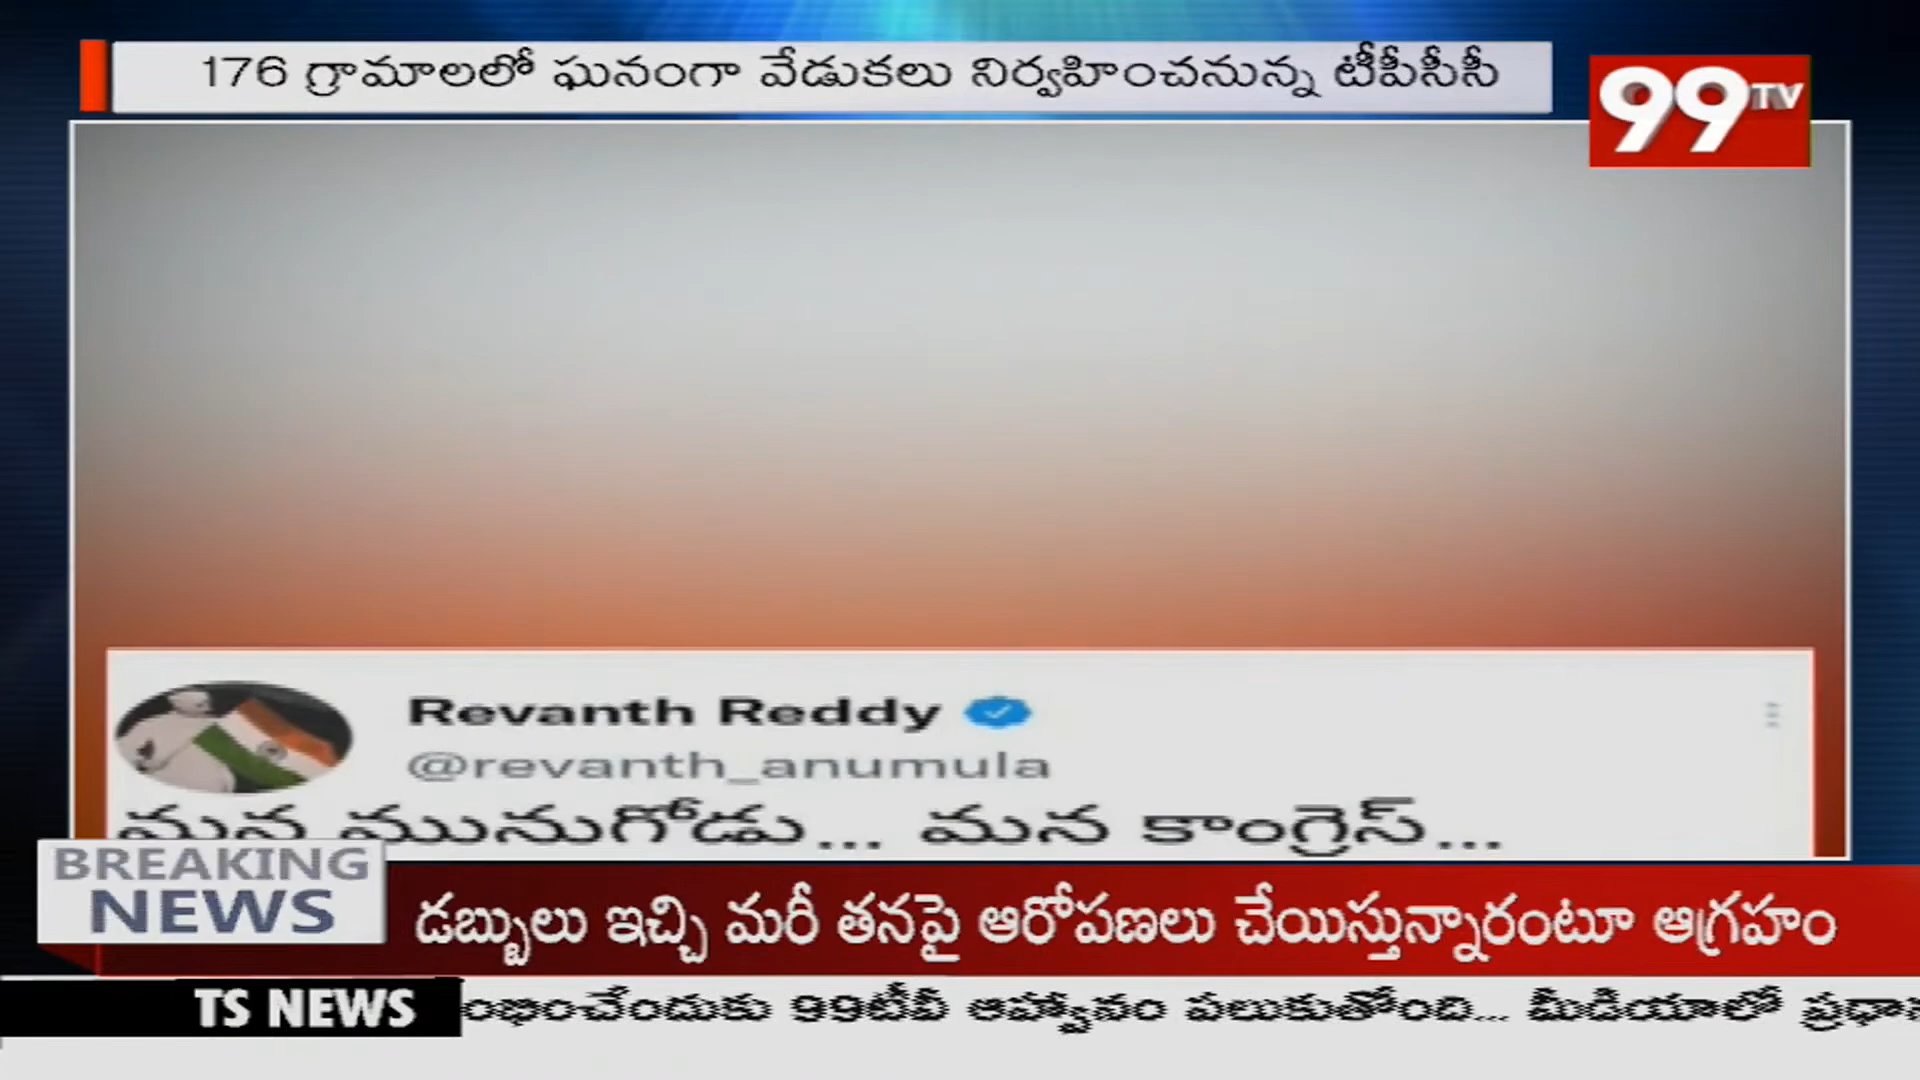 176 గ్రామాలలో ఘనంగా వేడుకలు నిర్వహించనున్న టీపీసీసీ
99TV
Revanth Reddy
@revanth_anumula
మన మునుగోడు... మన కాంగ్రెస్...
BREAKING
NEWS
డబ్బులు ఇచ్చి మరీ తనపై ఆరోపణలు చేయిస్తున్నారంటూ ఆగ్రహం
TS NEWS
99టీవీ ఆహ్వానం పలుకుతోంది... మీడియాలో